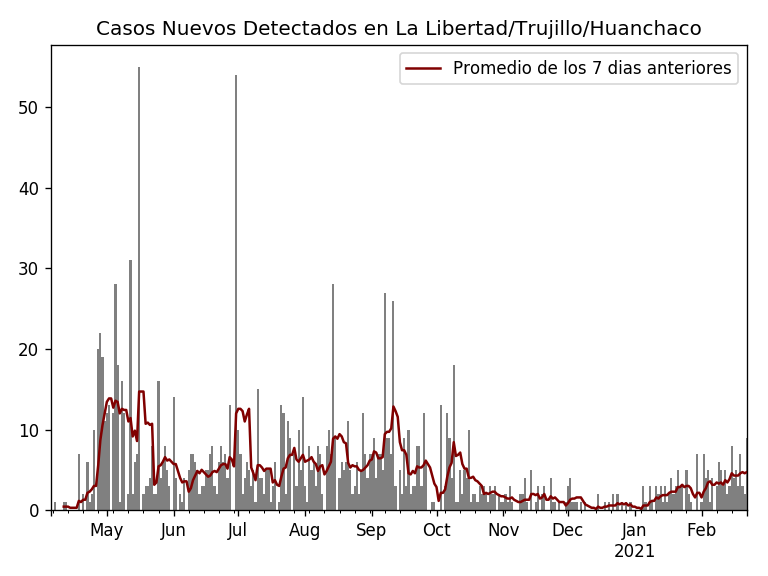 Casos Nuevos Detectados en La Libertad/Trujillo/Huanchaco
Promedio de los 7 dias anteriores
50
40
30
20
10
0
May Jun Jul Aug Sep Oct Nov Dec Jan Feb
2021